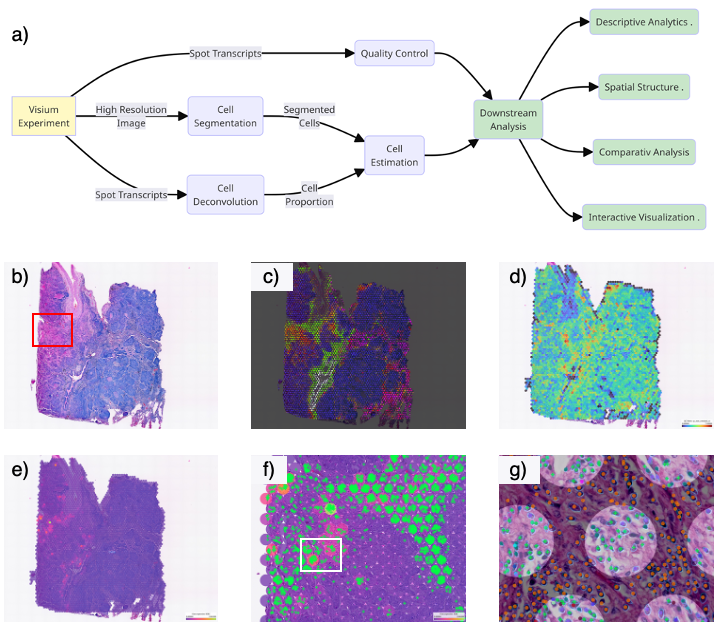 a)
Spot Transcripts
Quality Control
Descriptive Analytics .
Spatial Structure .
Visium
Experiment
High Resolution
Image
Cell
Segmentation
Segmented
Cells
Cell
Estimation
Downstream
Analysis
Comparativ Analysis
Spot Transcripts
Cell
Deconvolution
Cell
Proportion
Interactive Visualization .
b)
c)
d)
e)
f)
g)